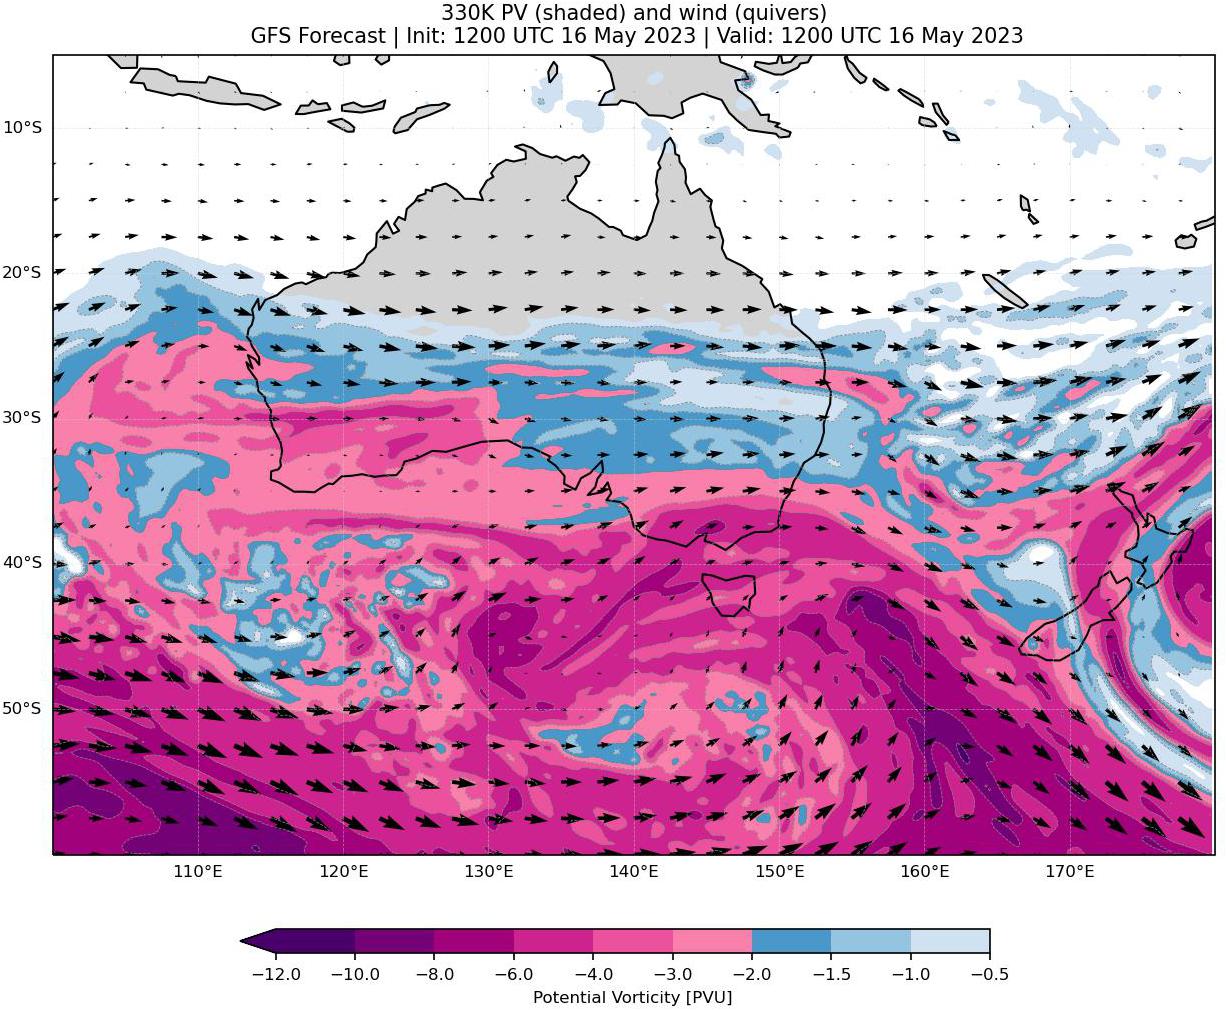 330K PV (shaded) and wind (quivers)
GFS Forecast | Init: 1200 UTC 16 May 2023 | Valid: 1200 UTC 16 May 2023
10°S
20°S
30°S
40°S
50°S
110°E 120°E 130°E 140°E 150°E 160°E 170°E
−12.0 −10.0 −8.0 −6.0 −4.0 −3.0 −2.0 −1.5 −1.0 −0.5
Potential Vorticity [PVU]